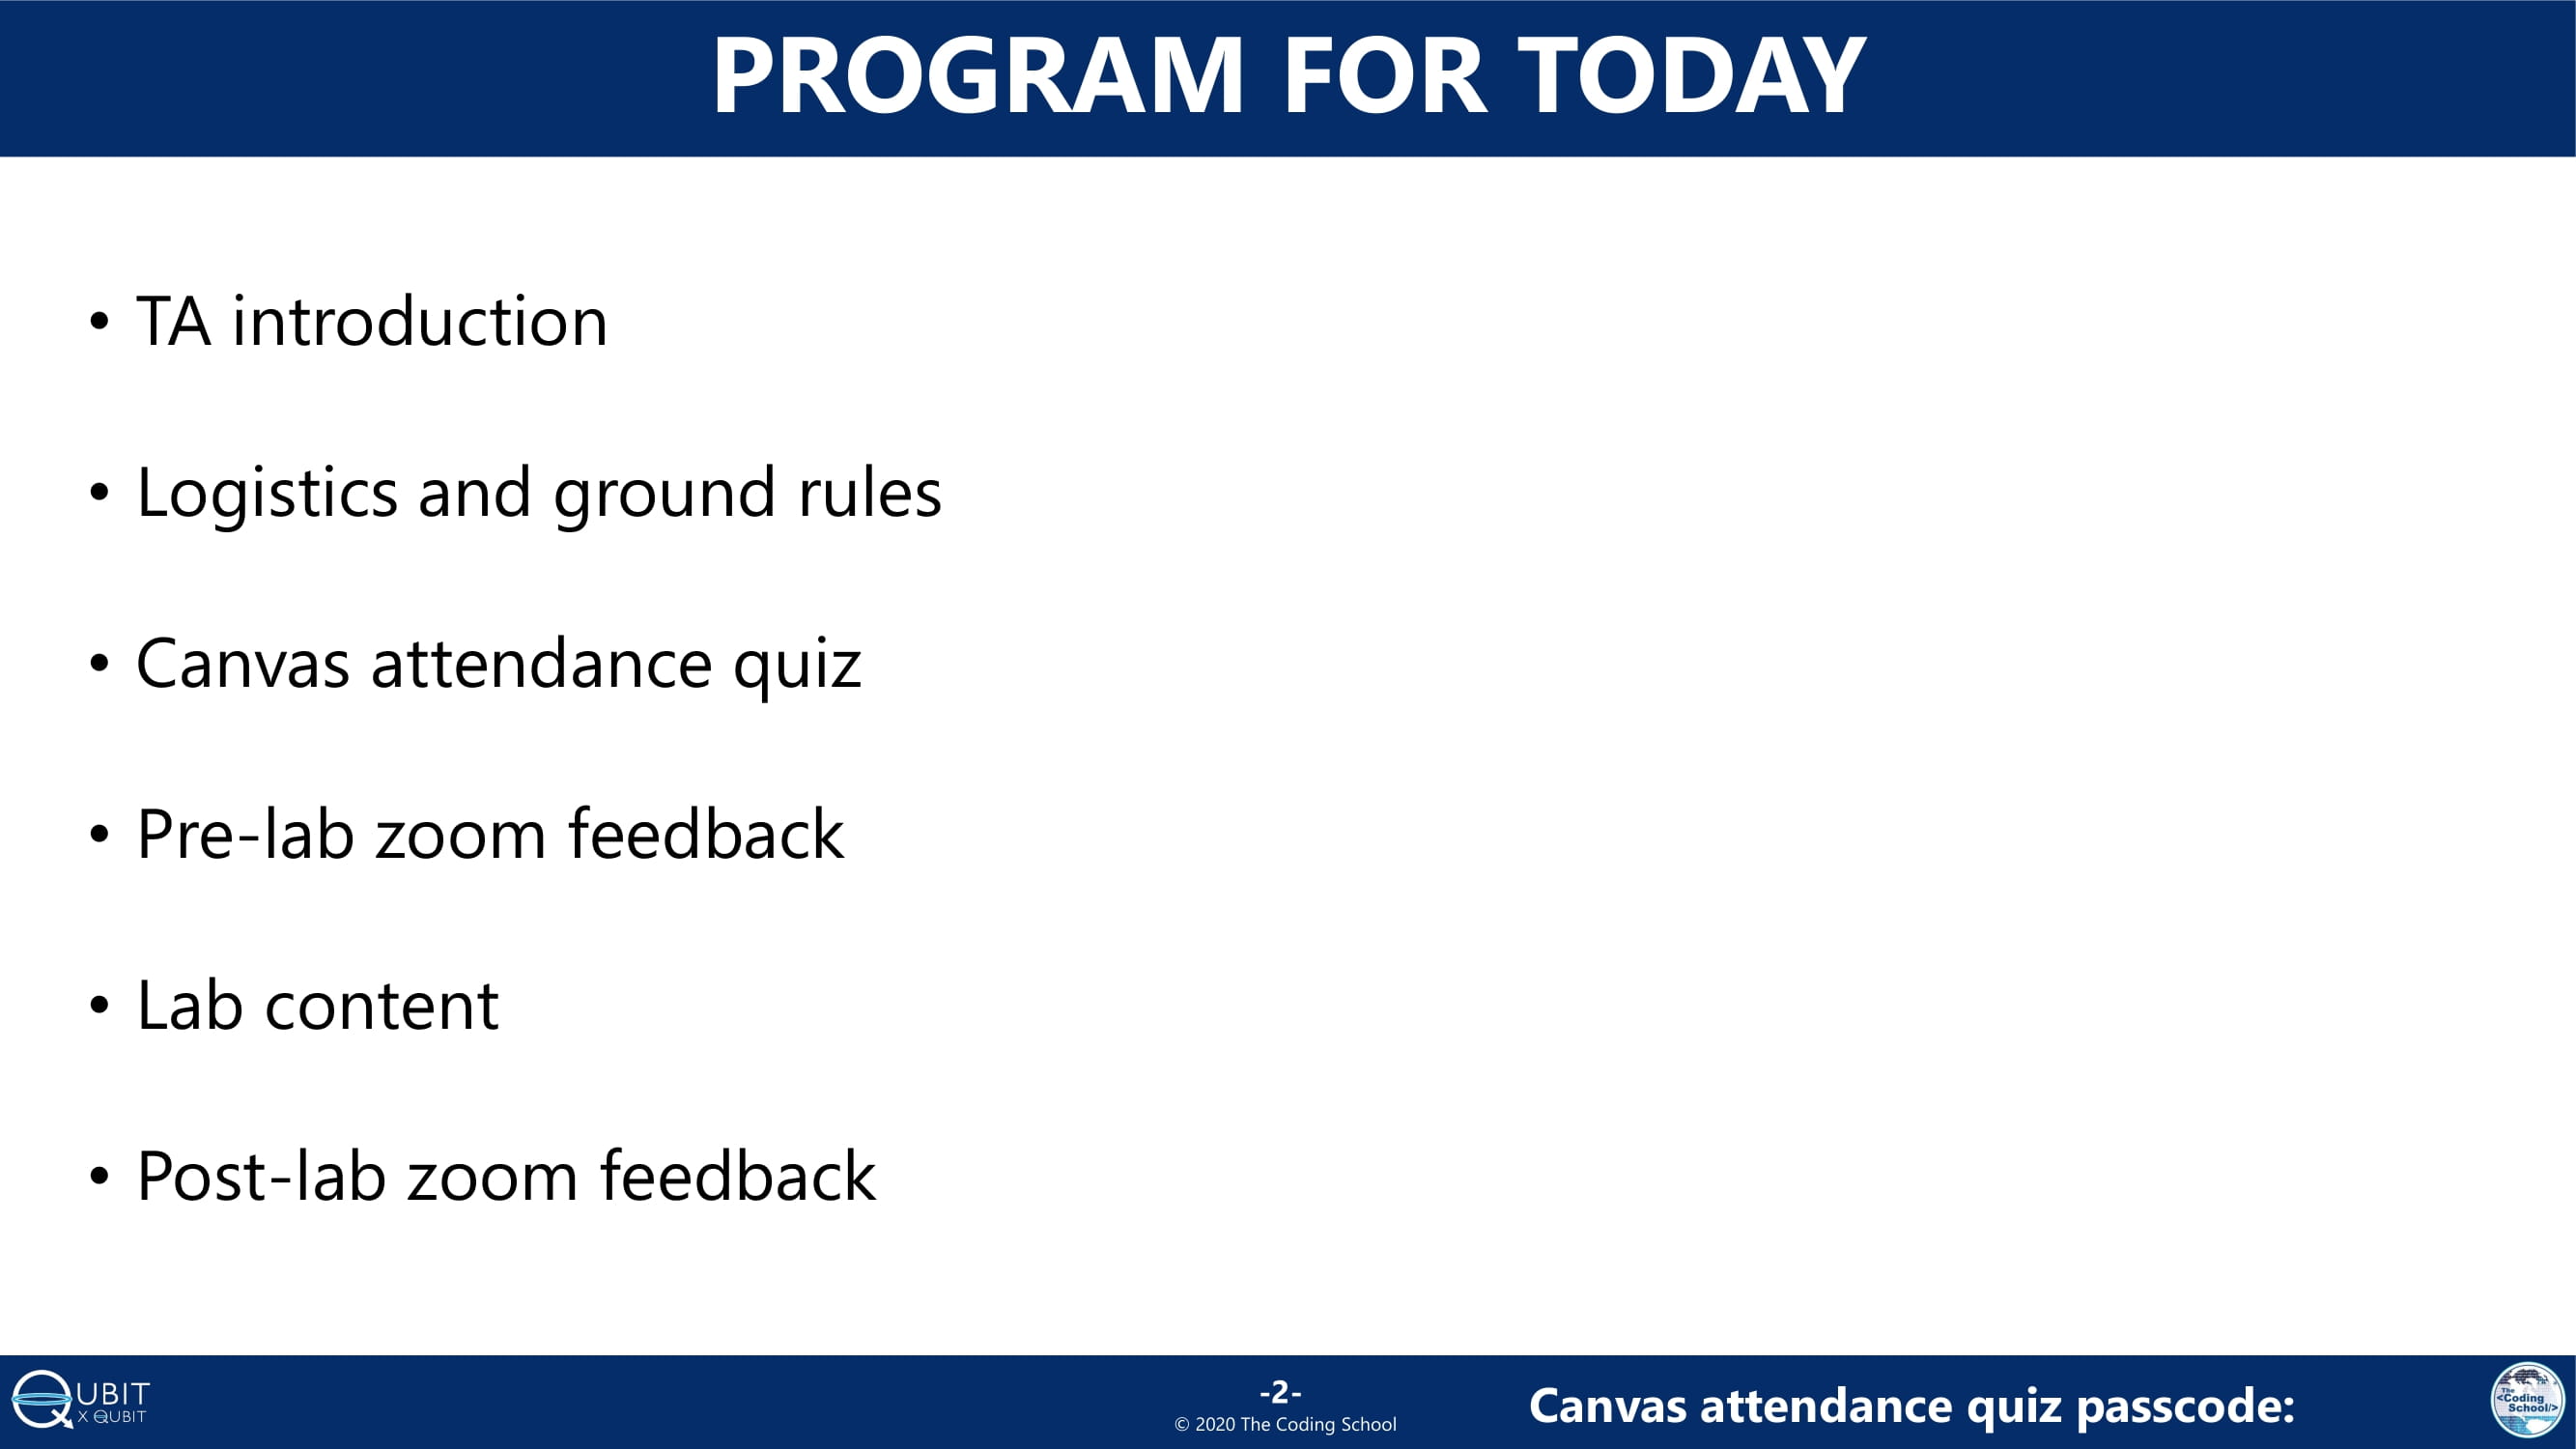 PROGRAM FOR TODAY
• TA introduction
• Logistics and ground rules
• Canvas attendance quiz
• Pre-lab zoom feedback
• Lab content
• Post-lab zoom feedback
QUBIT
X QUBIT
-2-
© 2020 The Coding School
Canvas attendance quiz passcode:
The
<Coding
School/>